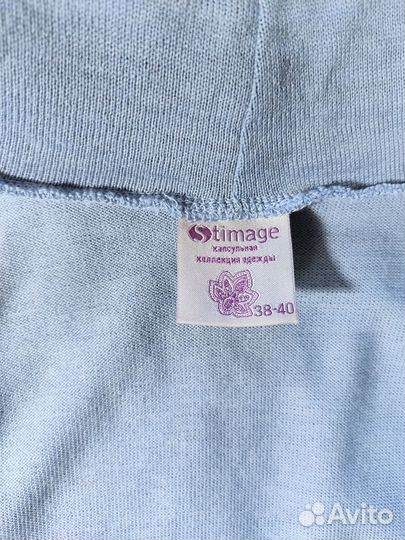 Stimage
капсульная
коллекция одежды
38-40
Avito